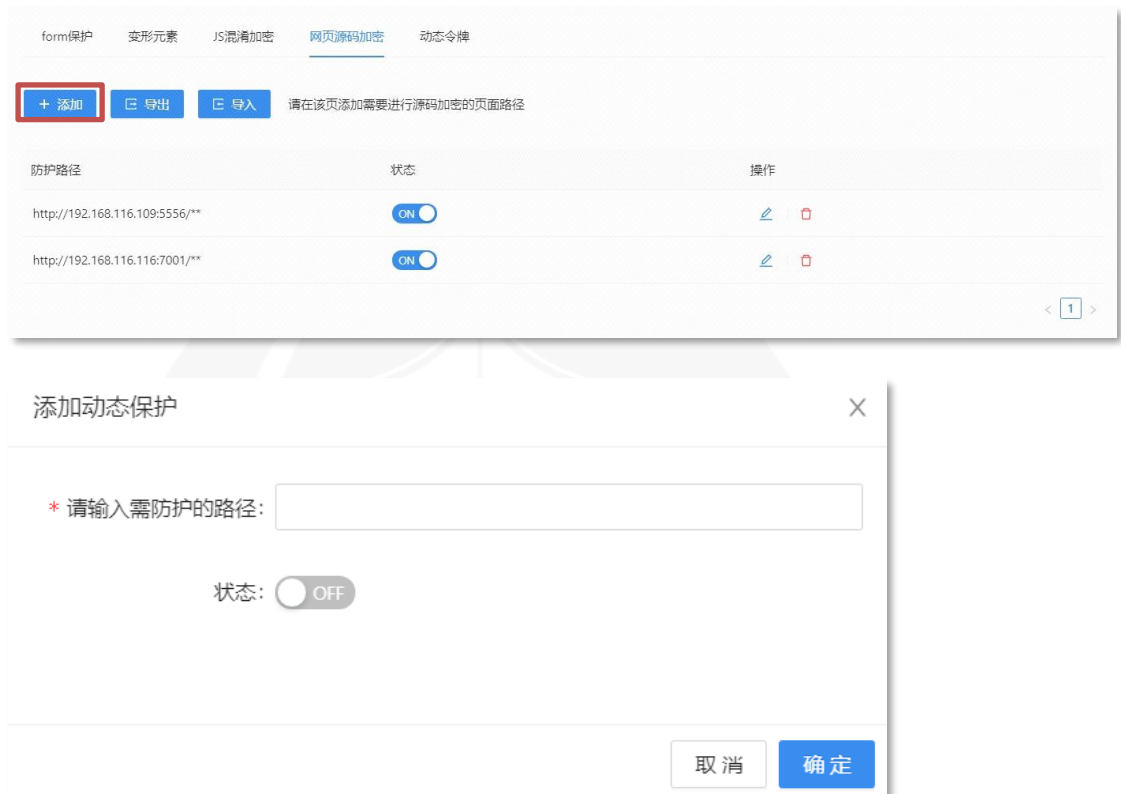 form保护 变形元素 JS混淆加密 网页源码加密 动态令牌
+ 添加 导出 导入 请在该页添加需要进行源码加密的页面路径
防护路径 状态 操作
http://192.168.116.109:5556/** ON
http://192.168.116.116:7001/** ON
< 1 >
添加动态保护
* 请输入需防护的路径:
状态: OFF
取消 确定